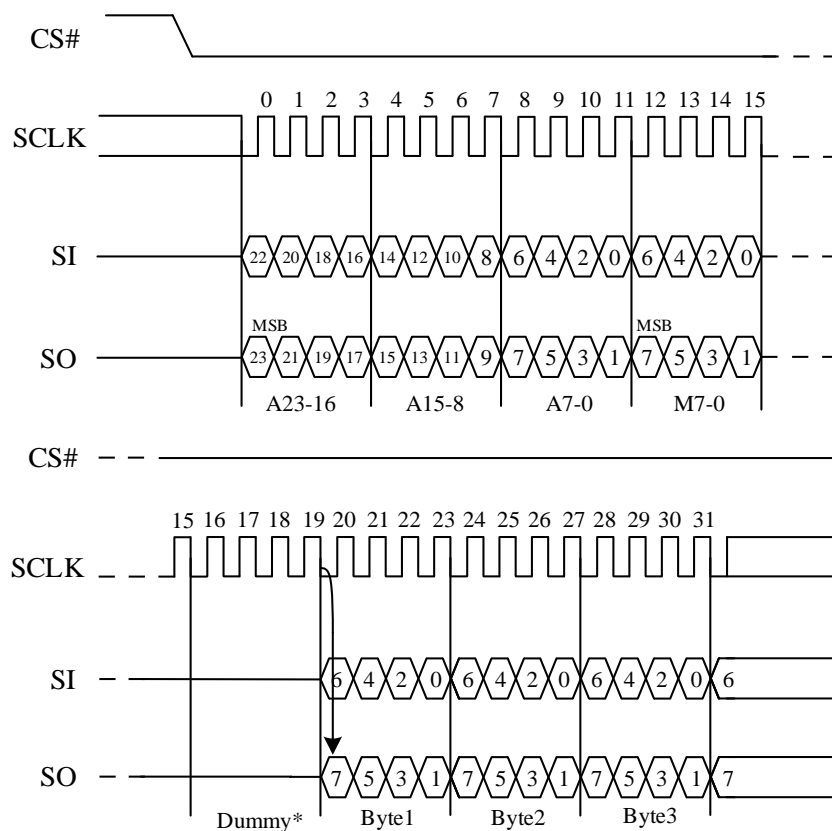 CS#
0 1 2 3 4 5 6 7 8 9 10 11 12 13 14 15
SCLK
SI 22 20 18 16 14 12 10 8 6 4 2 0 6 4 2 0
MSB MSB
SO 23 21 19 17 15 13 11 9 7 5 3 1 7 5 3 1
A23-16 A15-8 A7-0 M7-0
CS#
15 16 17 18 19 20 21 22 23 24 25 26 27 28 29 30 31
SCLK
SI 6 4 2 0 6 4 2 0 6 4 2 0 6
SO 7 5 3 1 7 5 3 1 7 5 3 1 7
Dummy* Byte1 Byte2 Byte3